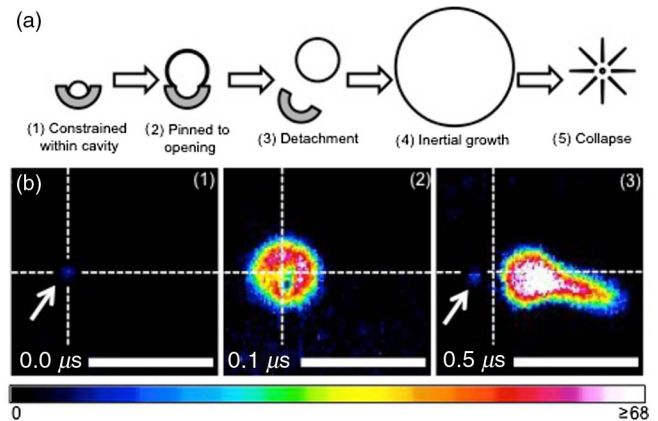 (a)
(1) Constrained
within cavity
(2) Pinned to
opening
(3) Detachment
(4) Inertial growth
(5) Collapse
(b)
(1)
(2)
(3)
0.0 μs
0.1 μs
0.5 μs
0
≥68